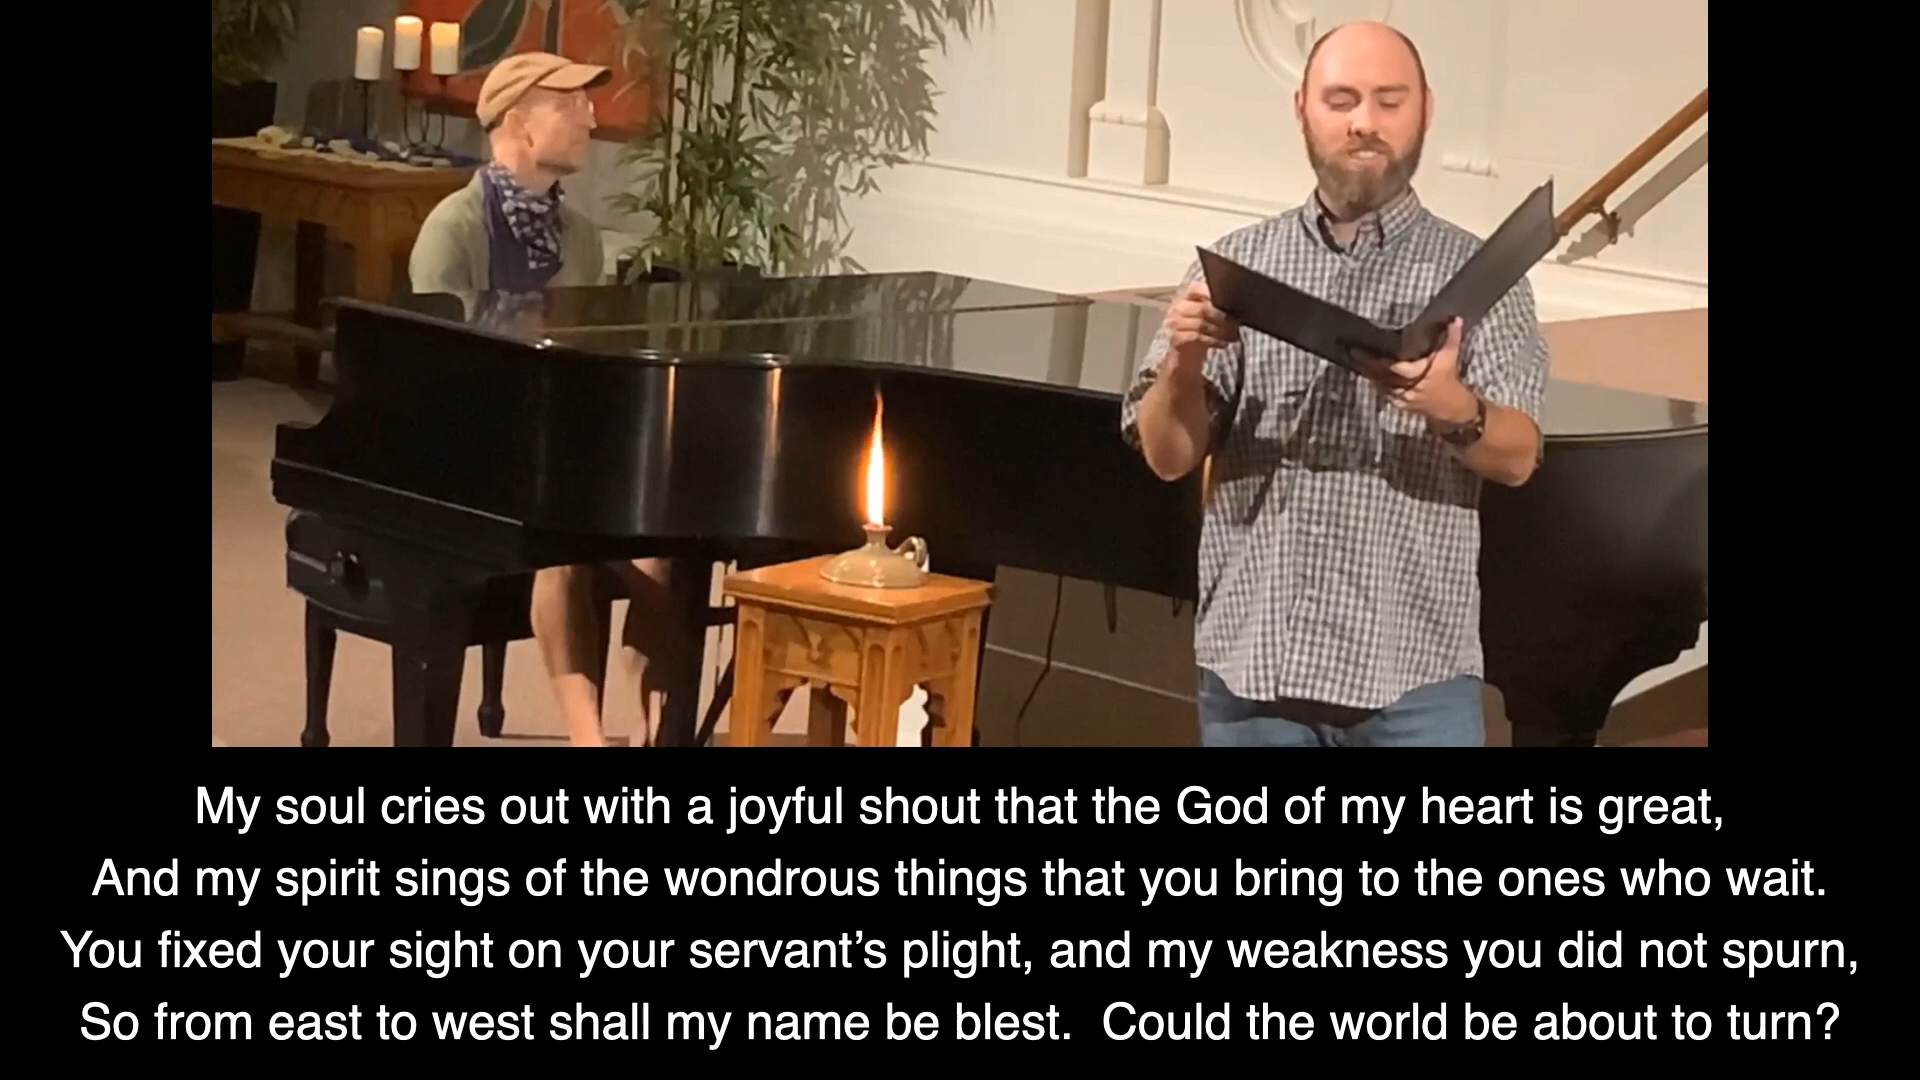 My soul cries out with a joyful shout that the God of my heart is great,
And my spirit sings of the wondrous things that you bring to the ones who wait.
You fixed your sight on your servant’s plight, and my weakness you did not spurn,
So from east to west shall my name be blest.  Could the world be about to turn?